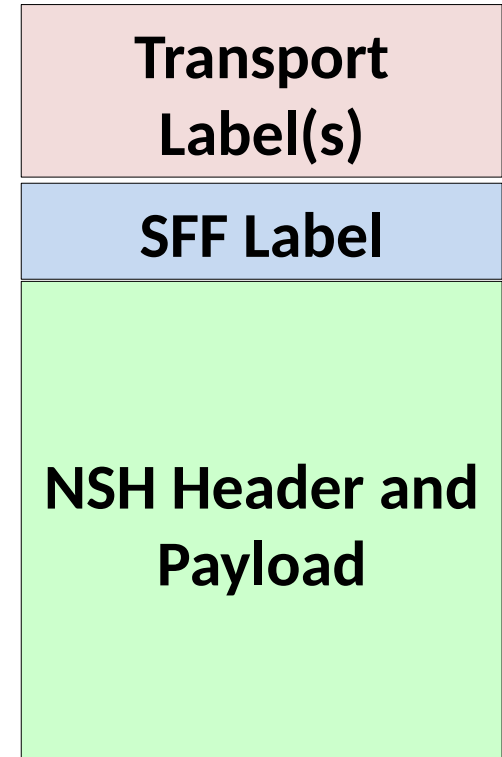 Transport
Label(s)
SFF Label
NSH Header and
Payload